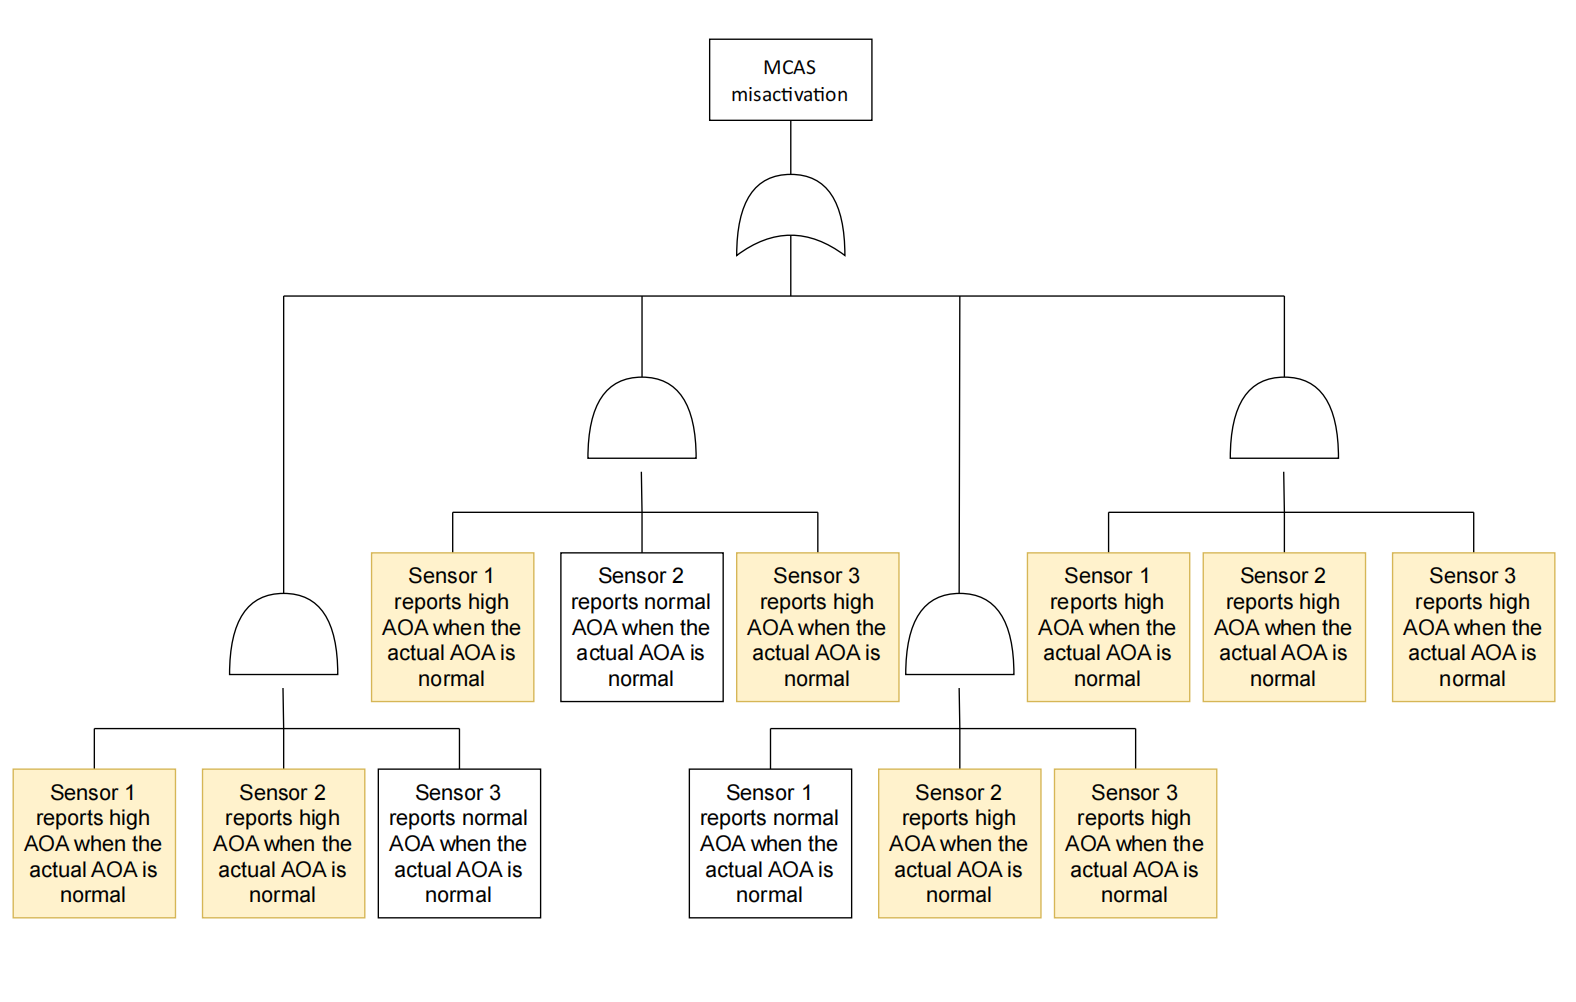 MCAS
misactivation
Sensor 1
reports high
AOA when the
actual AOA is
normal
Sensor 2
reports normal
AOA when the
actual AOA is
normal
Sensor 3
reports high
AOA when the
actual AOA is
normal
Sensor 1
reports high
AOA when the
actual AOA is
normal
Sensor 2
reports high
AOA when the
actual AOA is
normal
Sensor 3
reports high
AOA when the
actual AOA is
normal
Sensor 1
reports high
AOA when the
actual AOA is
normal
Sensor 2
reports high
AOA when the
actual AOA is
normal
Sensor 3
reports normal
AOA when the
actual AOA is
normal
Sensor 1
reports normal
AOA when the
actual AOA is
normal
Sensor 2
reports high
AOA when the
actual AOA is
normal
Sensor 3
reports high
AOA when the
actual AOA is
normal